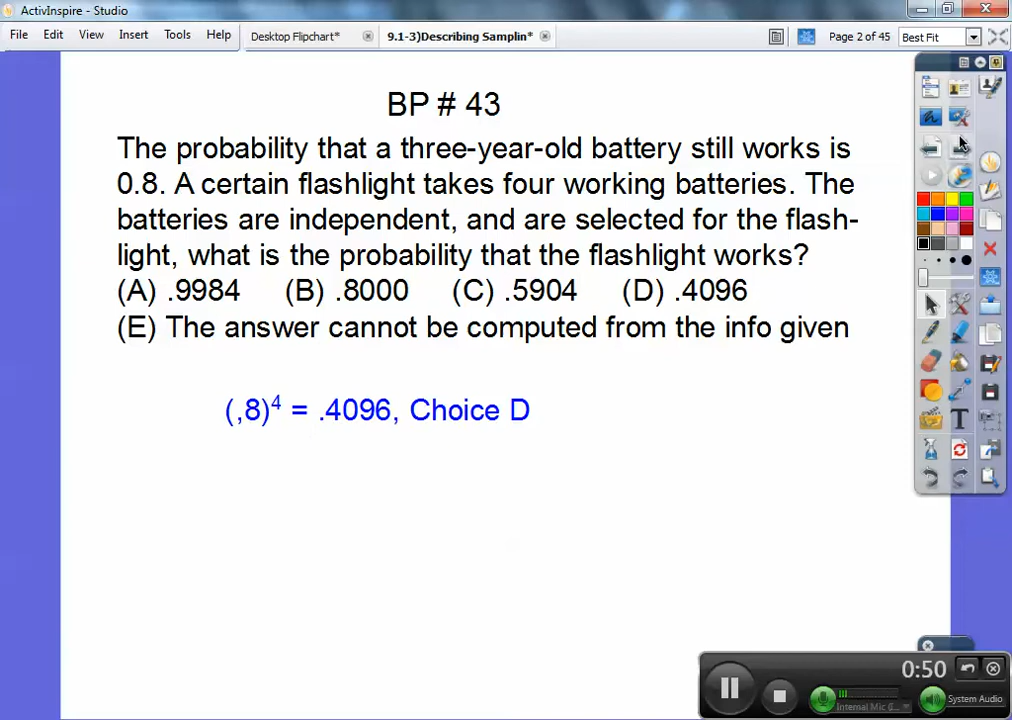 ActivInspire - Studio
File Edit View Insert Tools Help Desktop Flipchart* 9.1-3)Describing Samplin* Page 2 of 45 Best Fit
BP # 43
The probability that a three-year-old battery still works is
0.8. A certain flashlight takes four working batteries. The
batteries are independent, and are selected for the flash-
light, what is the probability that the flashlight works?
(A) .9984 (B) .8000 (C) .5904 (D) .4096
(E) The answer cannot be computed from the info given
(,8)⁴ = .4096, Choice D
0:50
Internal Mic (... System Audio